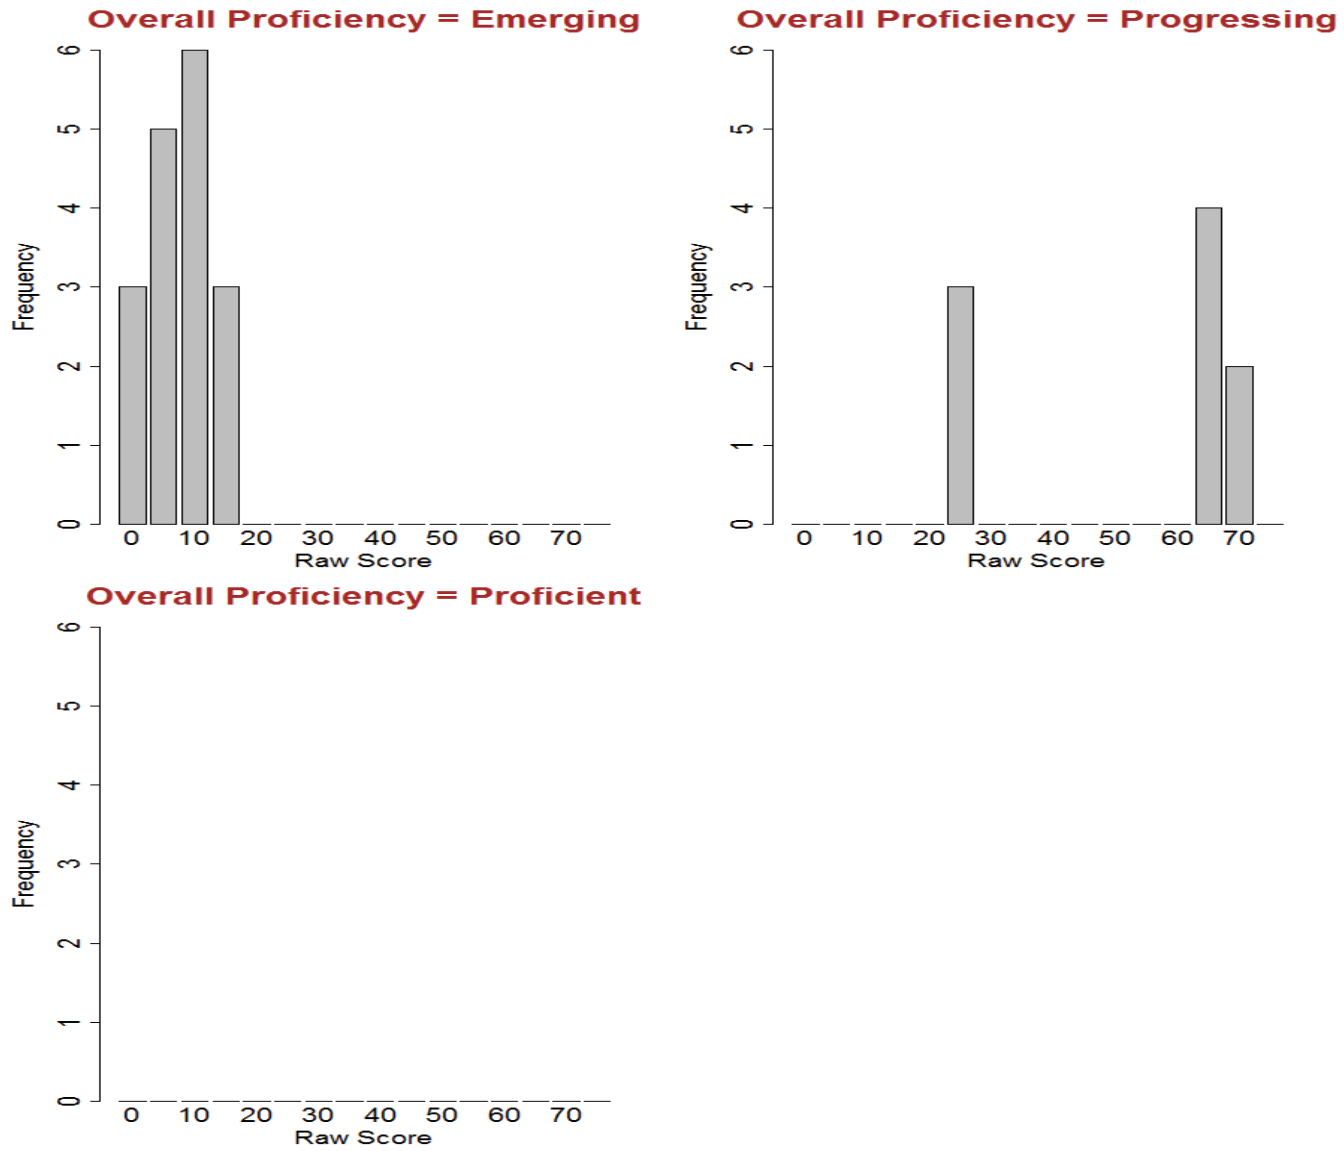 Overall Proficiency = Emerging
Frequency
0 1 2 3 4 5 6
0 10 20 30 40 50 60 70
Raw Score
Overall Proficiency = Progressing
Frequency
0 1 2 3 4 5 6
0 10 20 30 40 50 60 70
Raw Score
Overall Proficiency = Proficient
Frequency
0 1 2 3 4 5 6
0 10 20 30 40 50 60 70
Raw Score